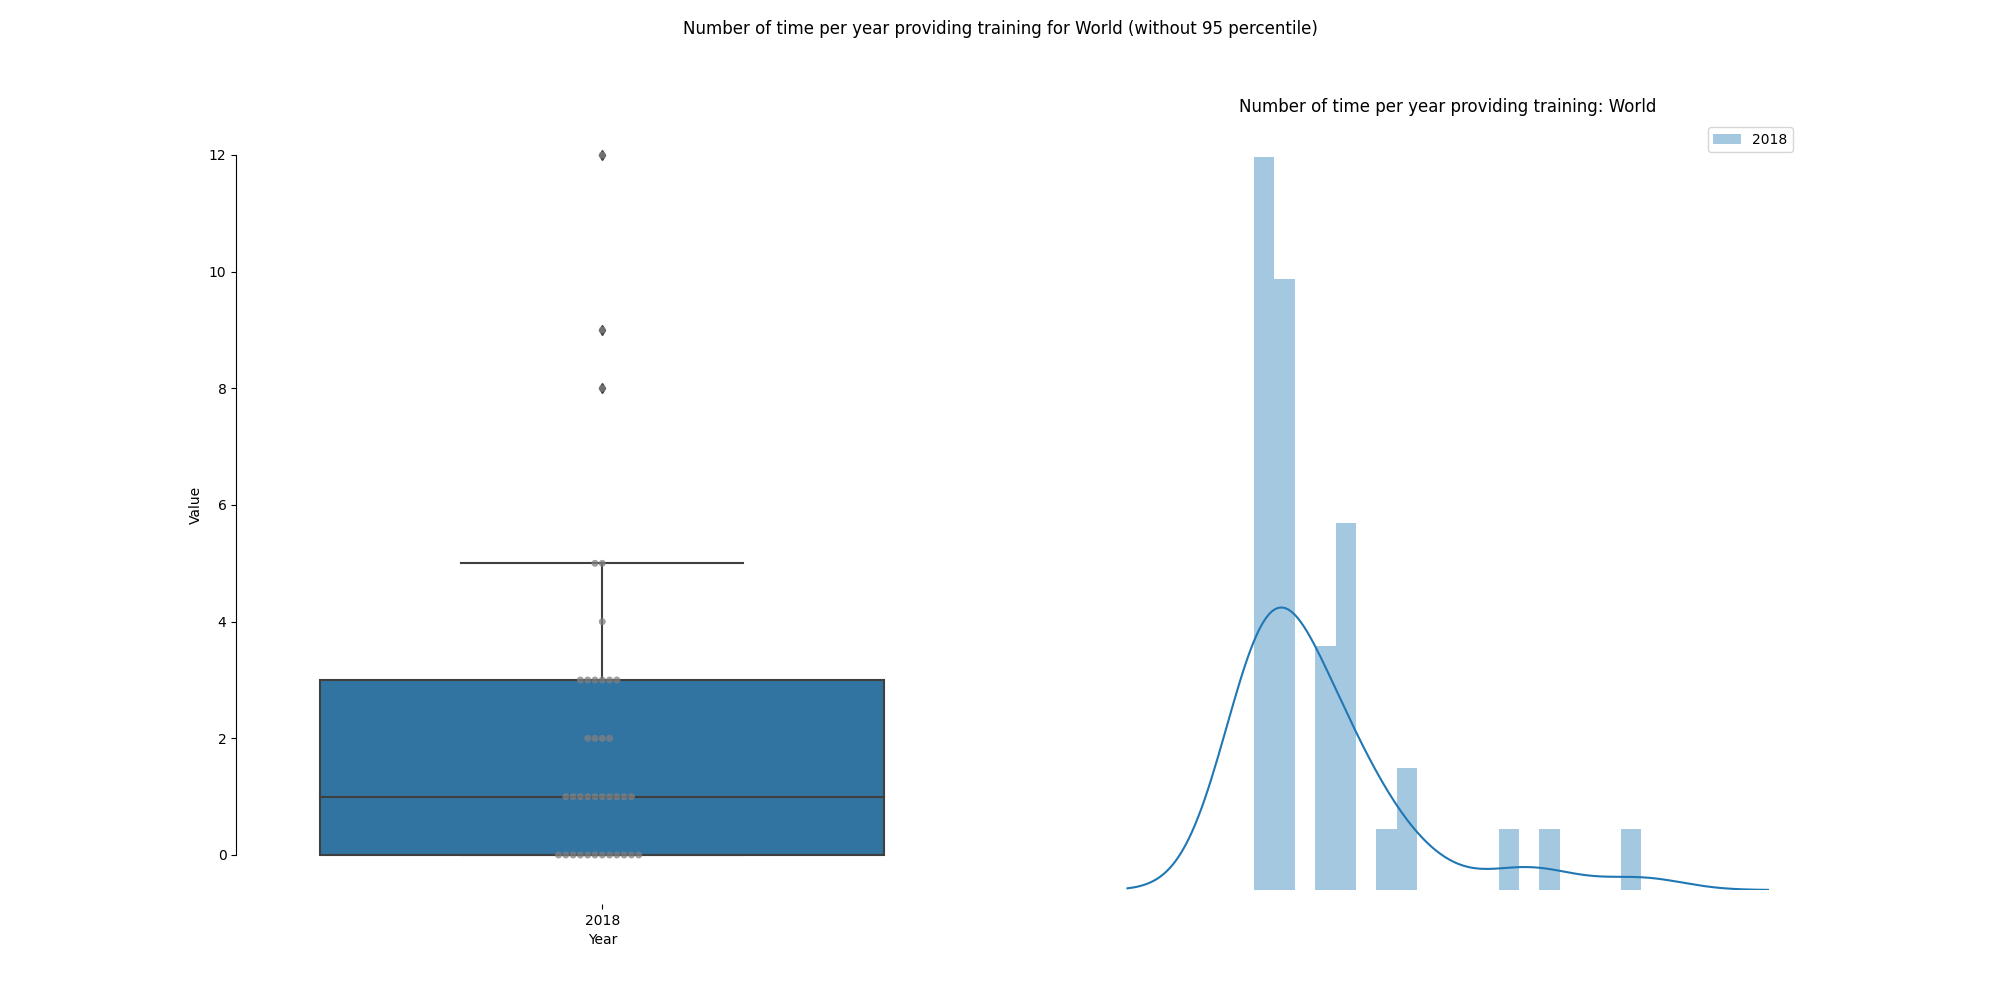 Number of time per year providing training for World (without 95 percentile)
Number of time per year providing training: World
2018
12
10
8
6
4
2
0
Value
2018
Year